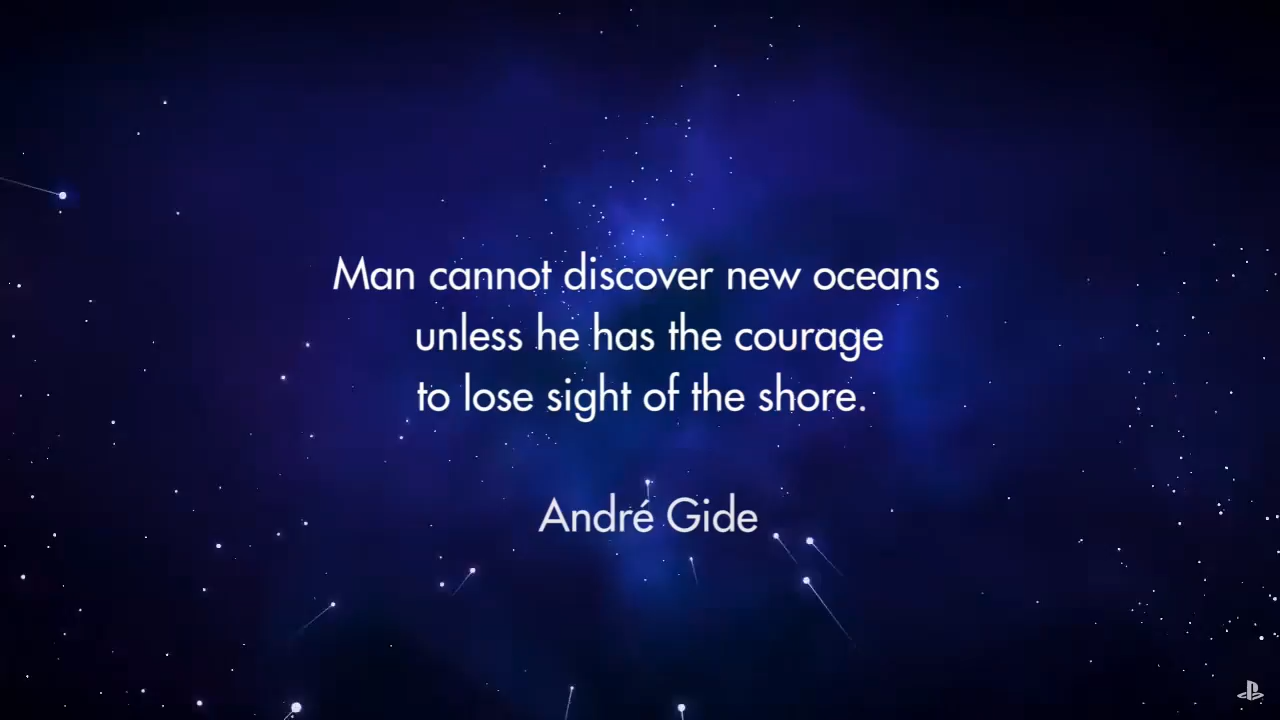 Man cannot discover new oceans
unless he has the courage
to lose sight of the shore.
André Gide